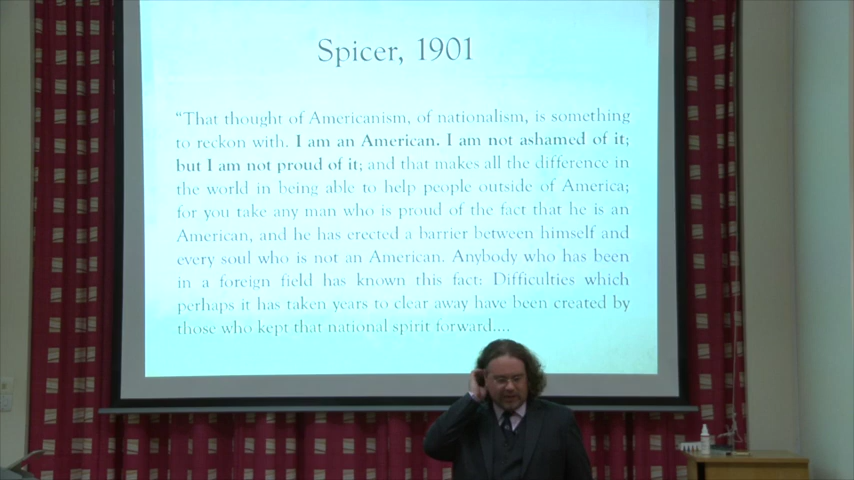 Spicer, 1901
“That thought of Americanism, of nationalism, is something
to reckon with. I am an American. I am not ashamed of it;
but I am not proud of it; and that makes all the difference in
the world in being able to help people outside of America;
for you take any man who is proud of the fact that he is an
American, and he has erected a barrier between himself and
every soul who is not an American. Anybody who has been
in a foreign field has known this fact: Difficulties which
perhaps it has taken years to clear away have been created by
those who kept that national spirit forward....